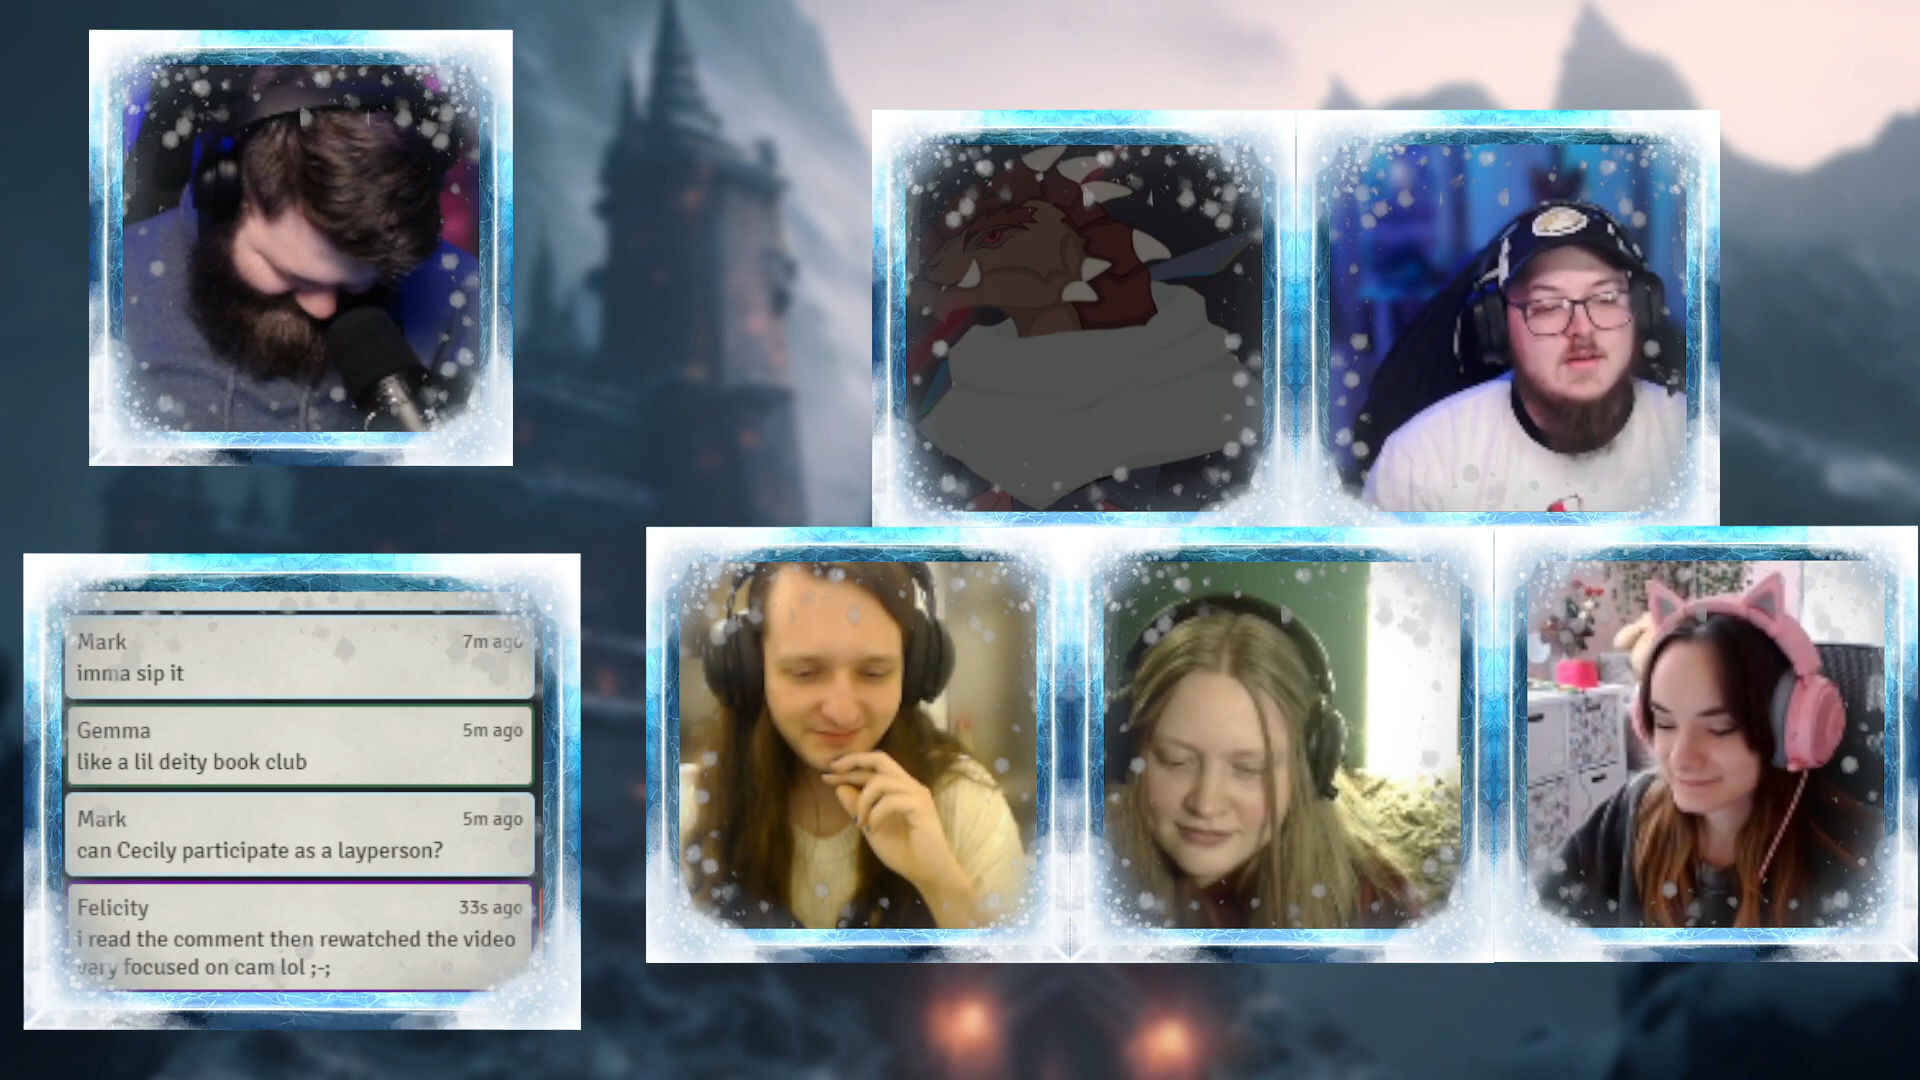 Mark
7m ago
imma sip it
Gemma
5m ago
like a lil deity book club
Mark
5m ago
can Cecily participate as a layperson?
Felicity
33s ago
i read the comment then rewatched the video
vary focused on cam lol ;-;